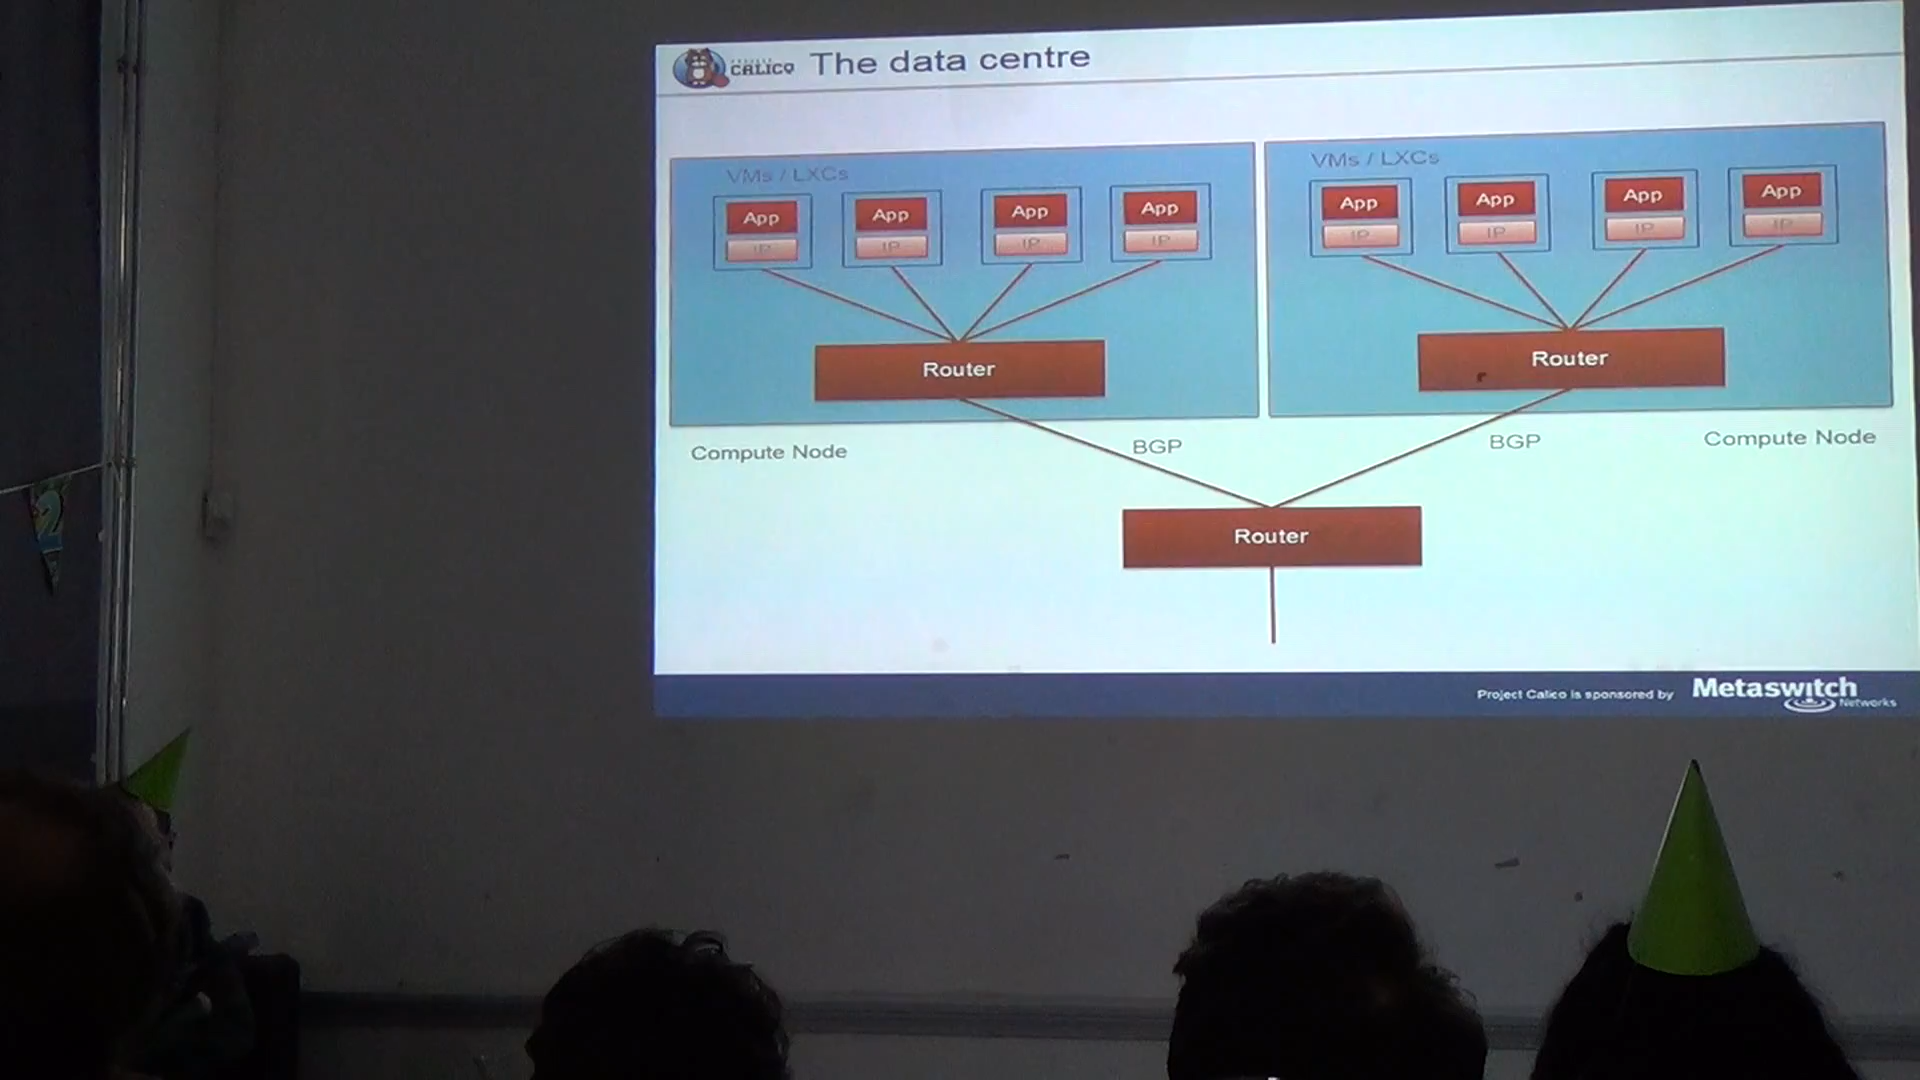 PROJECT
CALICO The data centre
VMs / LXCs
App App App App
IP IP IP IP
Router
Compute Node
BGP
VMs / LXCs
App App App App
IP IP IP IP
Router
BGP
Compute Node
Router
Project Calico is sponsored by Metaswitch
Networks
2